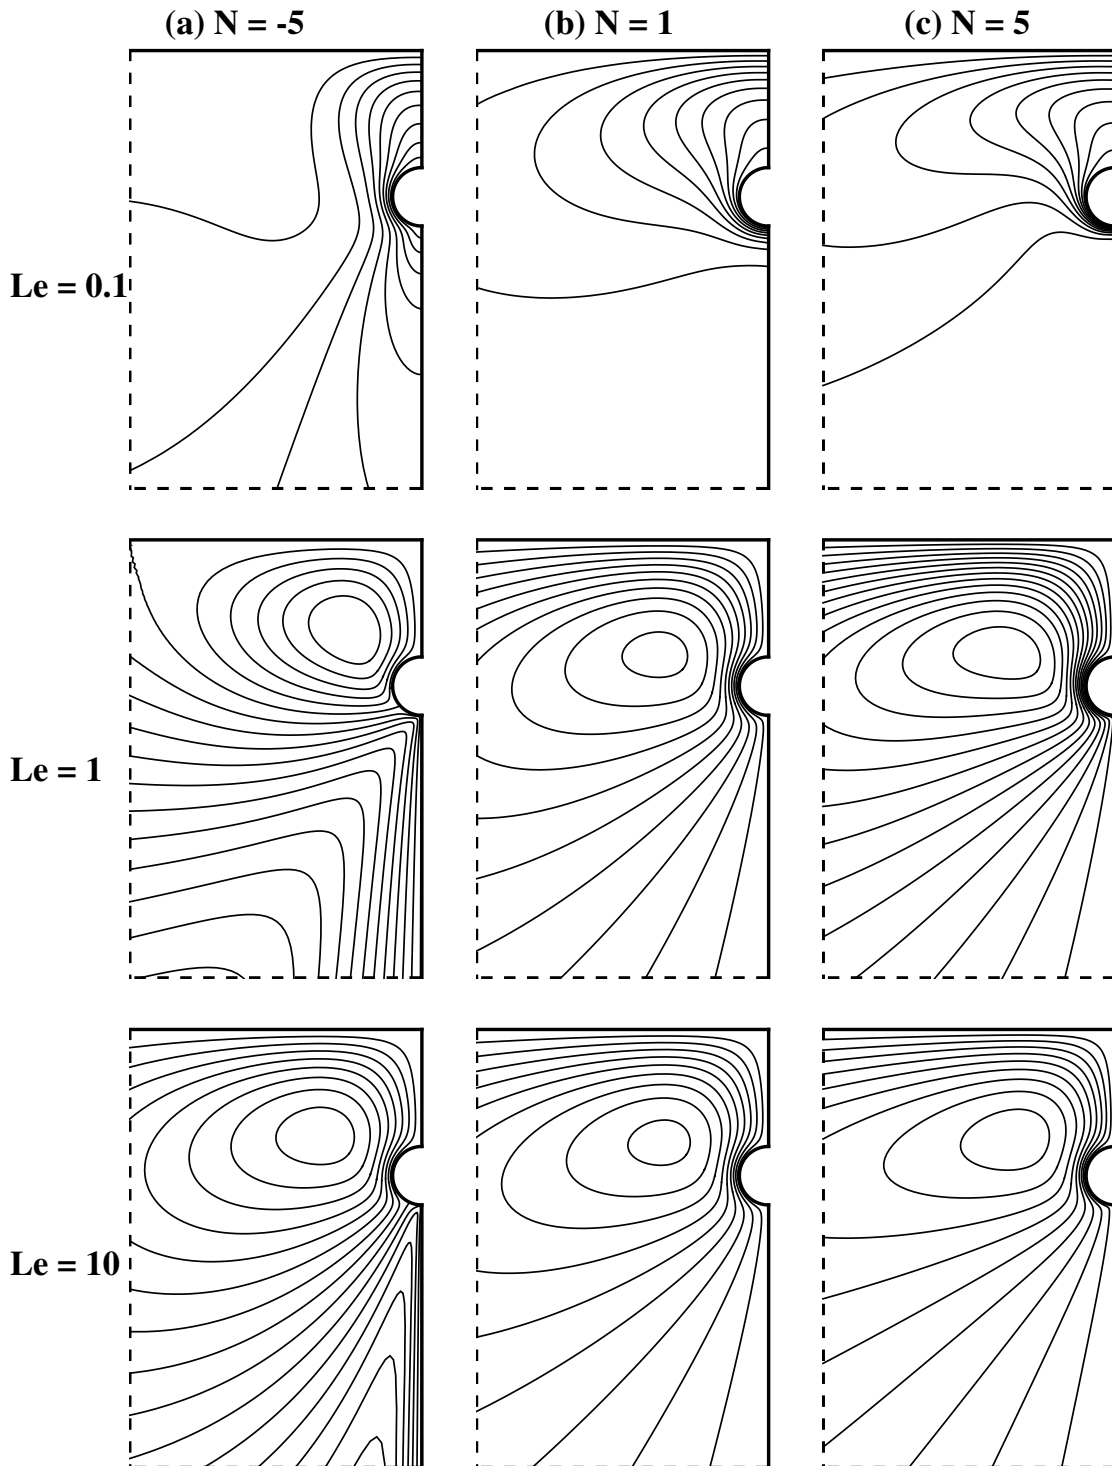 (a) N = -5
(b) N = 1
(c) N = 5
Le = 0.1
Le = 1
Le = 10